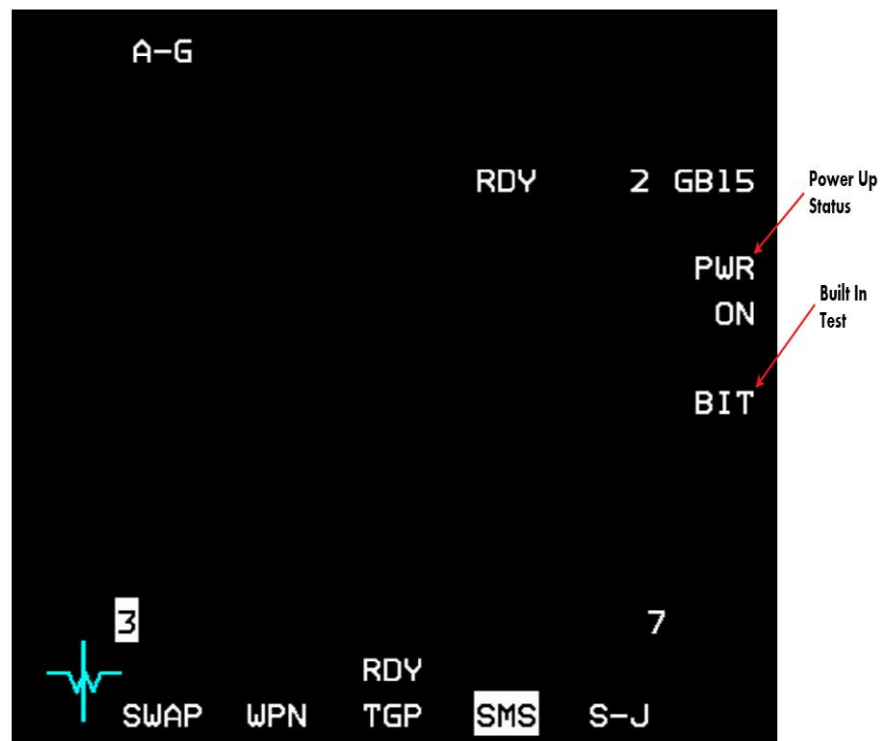 A-G
RDY 2 GB15
Power Up
Status
PWR
ON
Built In
Test
BIT
3 7
RDY
SWAP WPN TGP SMS S-J